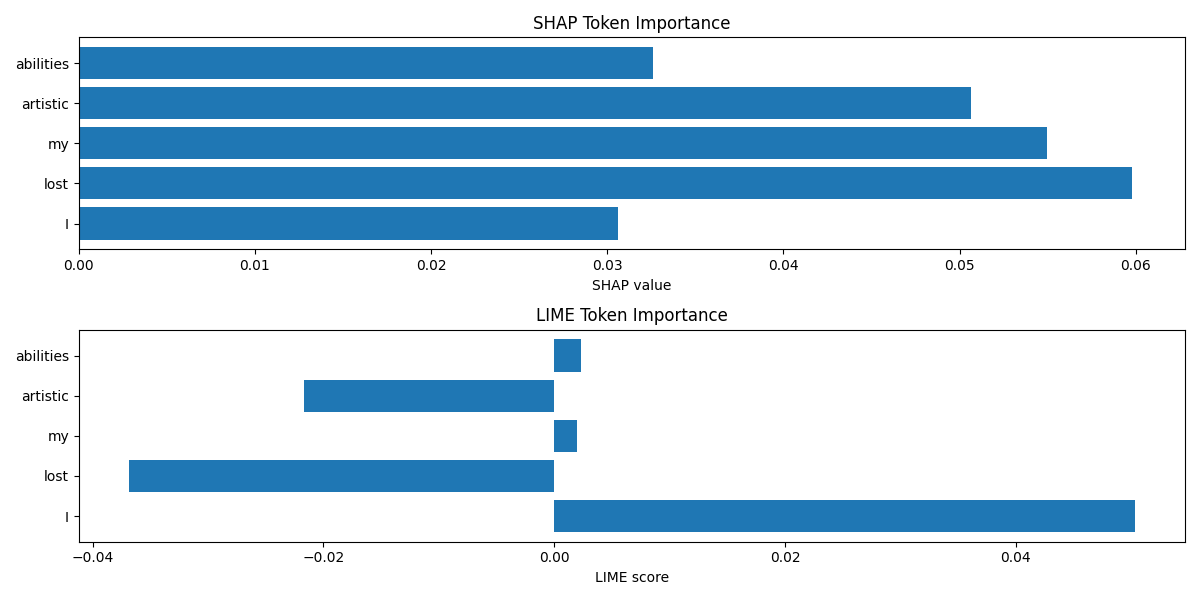 SHAP Token Importance
abilities
artistic
my
lost
I
0.00 0.01 0.02 0.03 0.04 0.05 0.06
SHAP value
LIME Token Importance
abilities
artistic
my
lost
I
−0.04 −0.02 0.00 0.02 0.04
LIME score